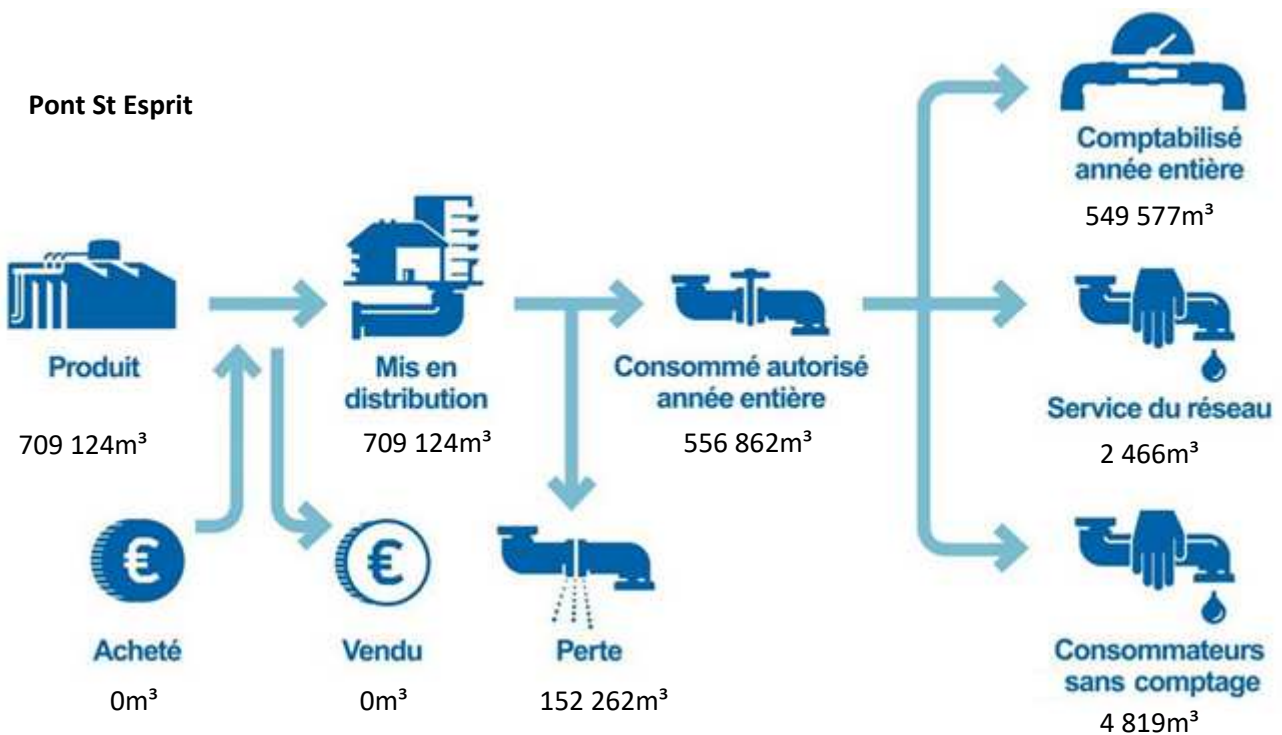 Pont St Esprit
Comptabilisé
année entière
549 577m³
Produit
709 124m³
Mis en
distribution
709 124m³
Consommé autorisé
année entière
556 862m³
Service du réseau
2 466m³
€
Acheté
0m³
€
Vendu
0m³
Perte
152 262m³
Consommateurs
sans comptage
4 819m³